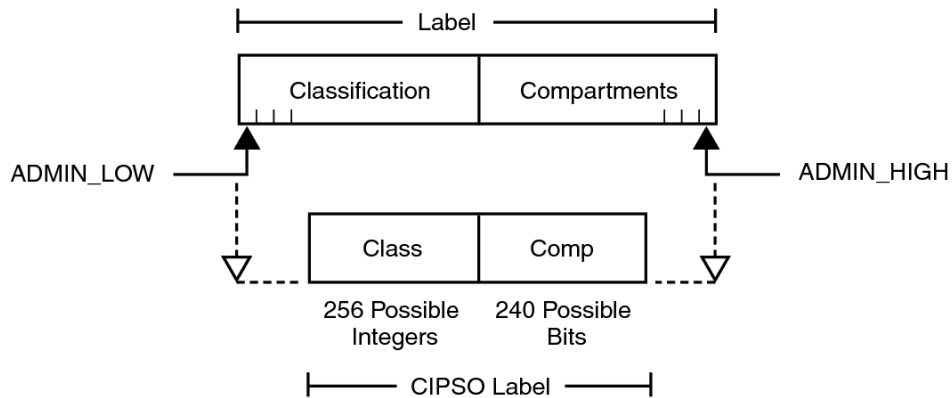 Label
Classification Compartments
ADMIN_LOW ADMIN_HIGH
Class Comp
256 Possible 240 Possible
Integers Bits
CIPSO Label